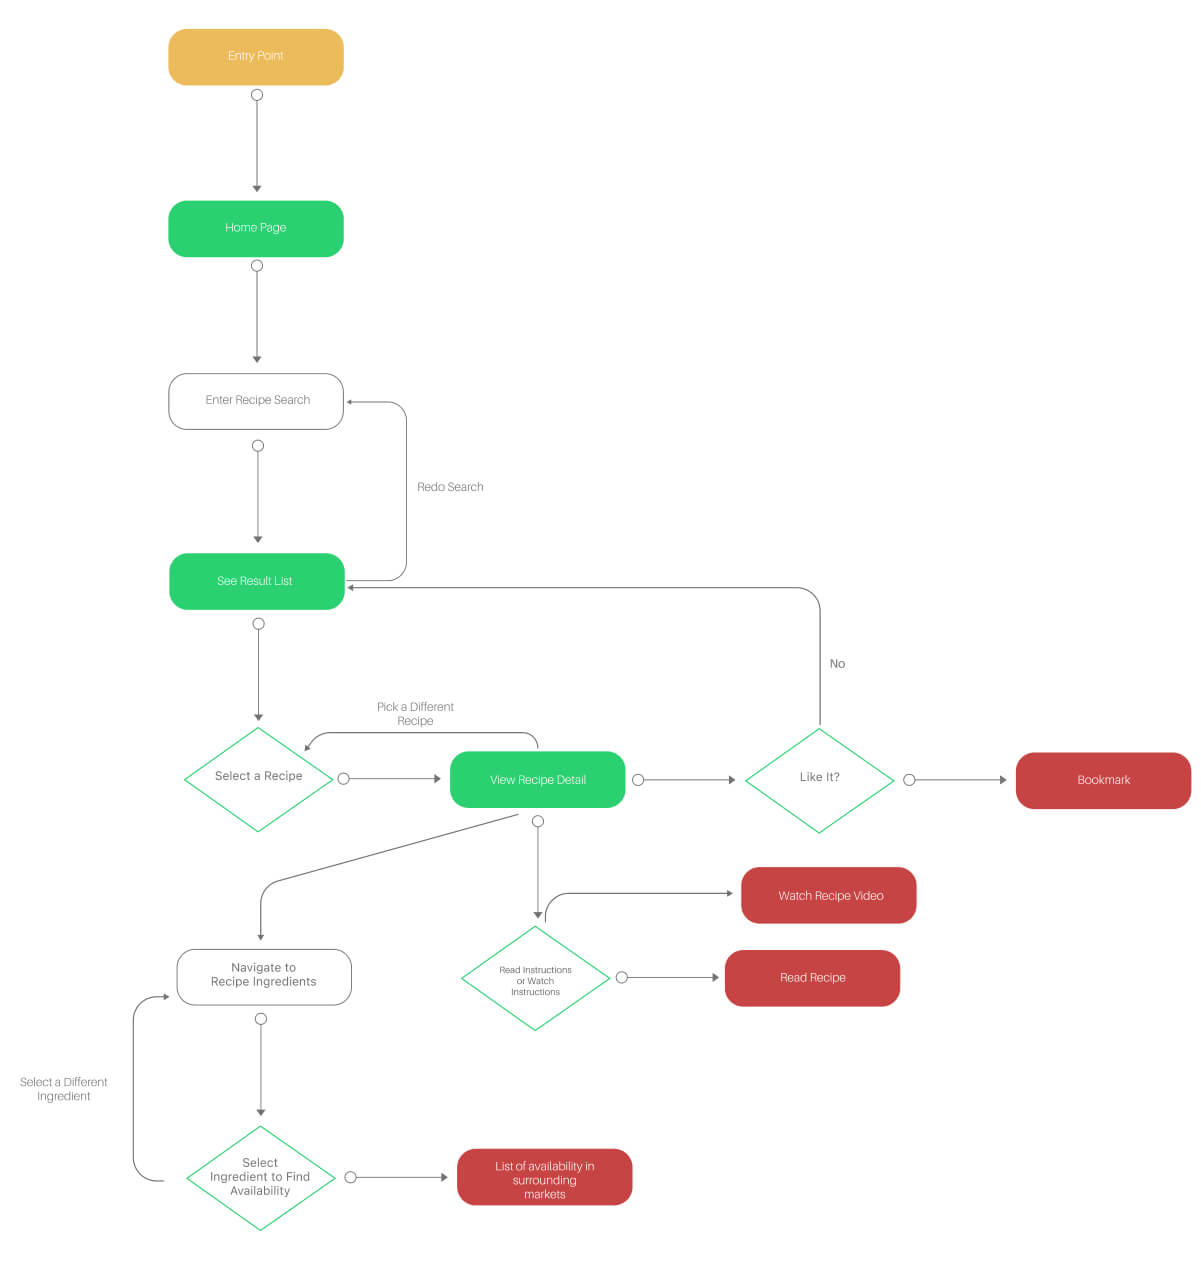 Entry Point
Home Page
Enter Recipe Search
Redo Search
See Result List
No
Pick a Different
Recipe
Select a Recipe
View Recipe Detail
Like It?
Bookmark
Watch Recipe Video
Navigate to
Recipe Ingredients
Read Instructions
or Watch
Instructions
Read Recipe
Select a Different
Ingredient
Select
Ingredient to Find
Availability
List of availability in
surrounding
markets